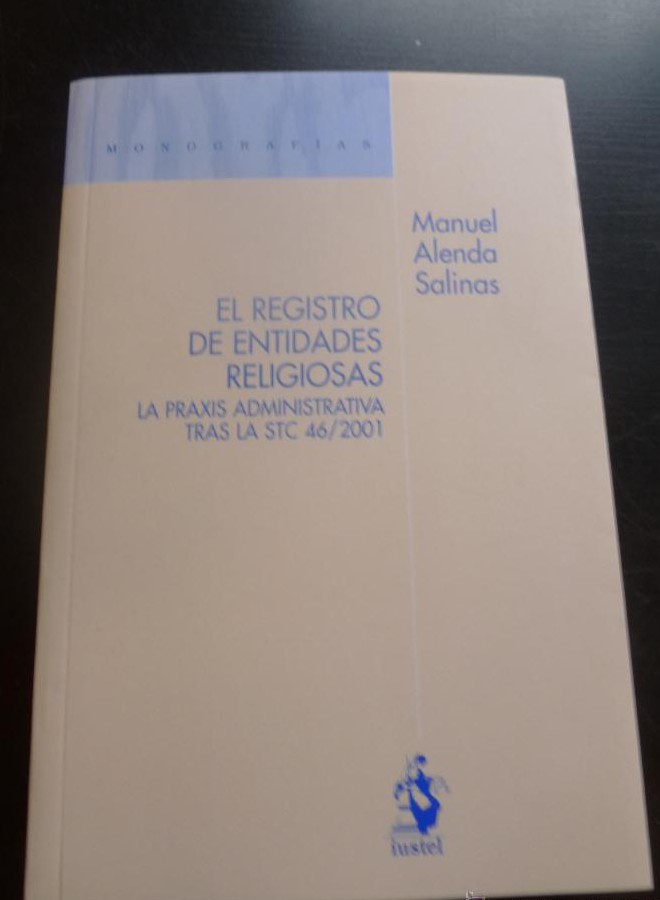 MONOGRAFÍAS
Manuel
Alenda
Salinas
EL REGISTRO
DE ENTIDADES
RELIGIOSAS
LA PRAXIS ADMINISTRATIVA
TRAS LA STC 46/2001
iustel